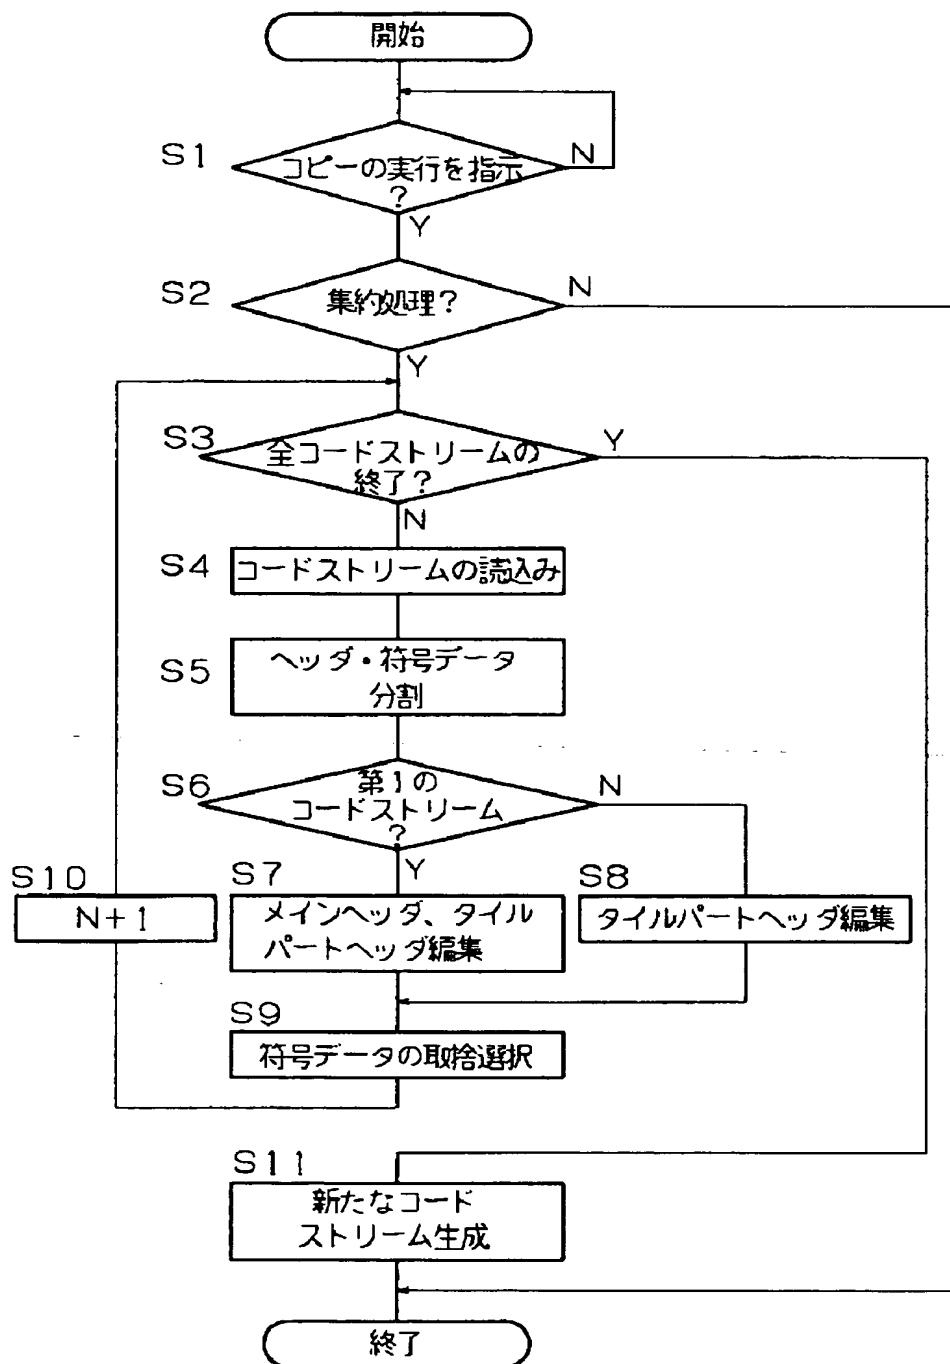 開始
S1
コピーの実行を指示
?
N
Y
S2
集約処理?
N
Y
S3
全コードストリームの
終了?
Y
N
S4
コードストリームの読込み
S5
ヘッダ・符号データ
分割
S6
第1の
コードストリーム
?
N
Y
S10
N+1
S7
メインヘッダ、タイル
パートヘッダ編集
S8
タイルパートヘッダ編集
S9
符号データの取捨選択
S11
新たなコード
ストリーム生成
終了